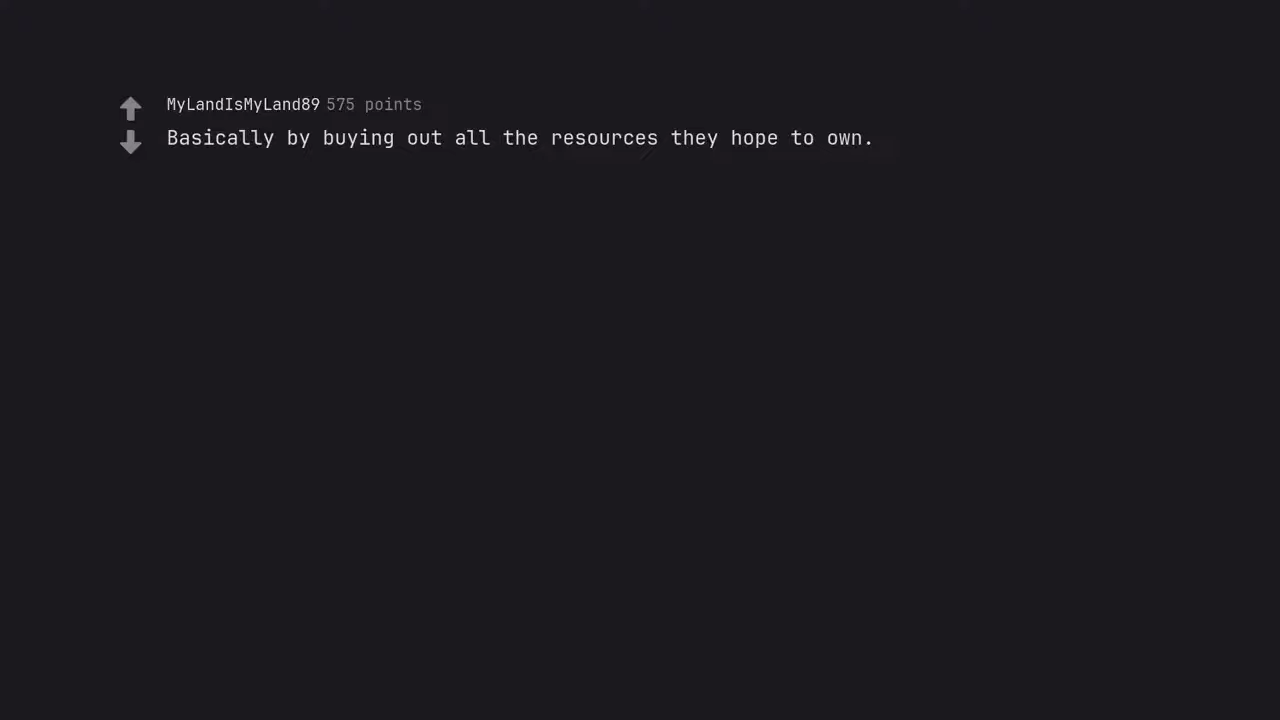 MyLandIsMyLand89 575 points
Basically by buying out all the resources they hope to own.